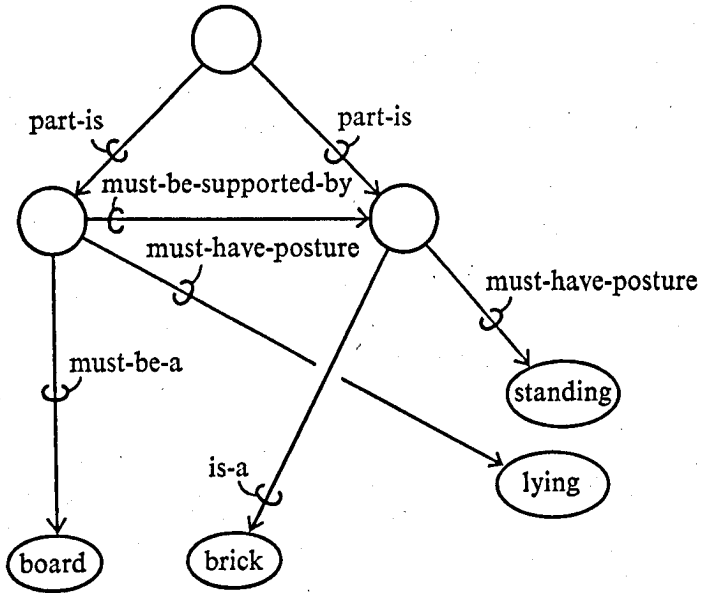 part-is
part-is
must-be-supported-by
must-have-posture
must-have-posture
must-be-a
standing
is-a
lying
board
brick